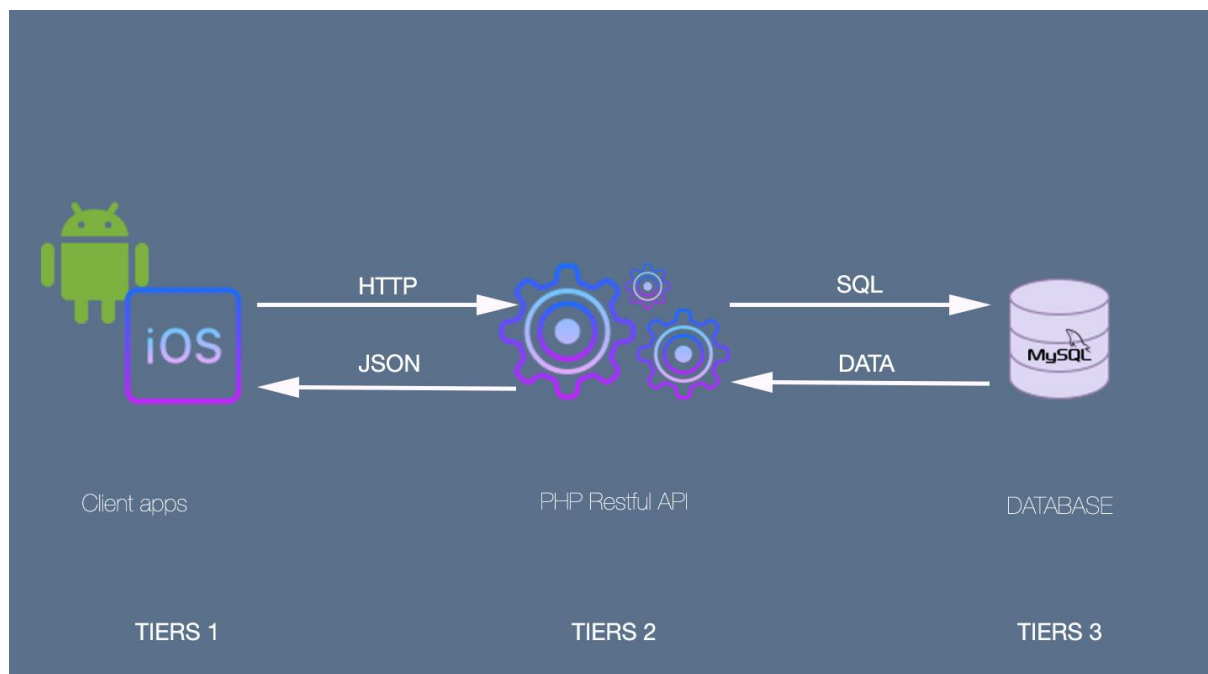 HTTP
SQL
iOS
MySQL
JSON
DATA
Client apps
PHP Restful API
DATABASE
TIERS 1
TIERS 2
TIERS 3